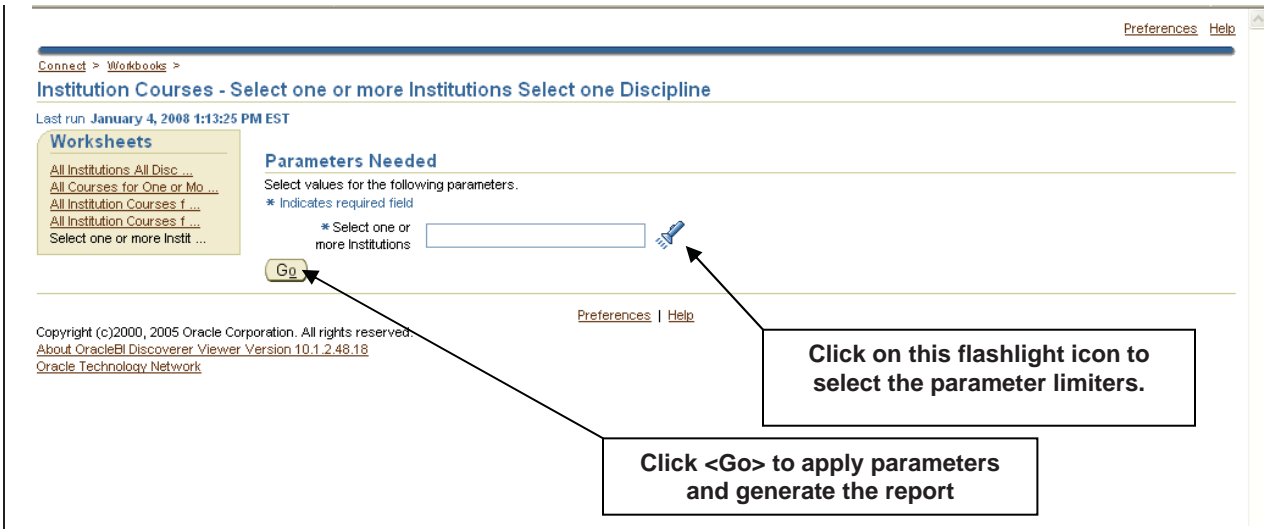 Preferences Help
Connect > Workbooks >
Institution Courses - Select one or more Institutions Select one Discipline
Last run January 4, 2008 1:13:25 PM EST
Worksheets
All Institutions All Disc ...
All Courses for One or Mo ...
All Institution Courses f ...
All Institution Courses f ...
Select one or more Instit ...
Parameters Needed
Select values for the following parameters.
* Indicates required field
* Select one or
more Institutions
Go
Preferences | Help
Copyright (c)2000, 2005 Oracle Corporation. All rights reserved.
About OracleBI Discoverer Viewer Version 10.1.2.48.18
Oracle Technology Network
Click on this flashlight icon to
select the parameter limiters.
Click <Go> to apply parameters
and generate the report